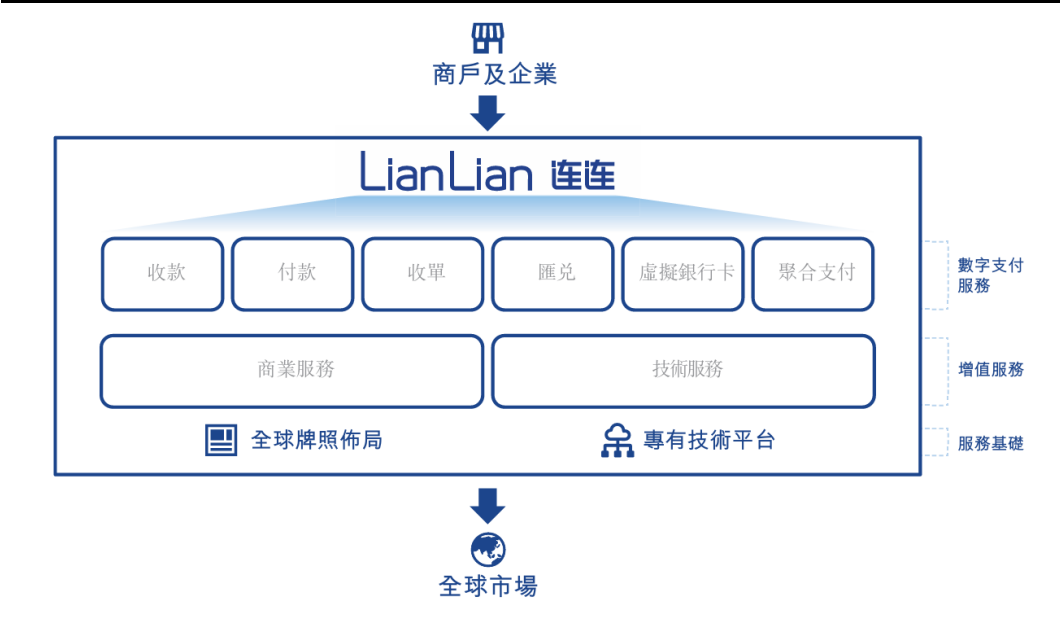 商戶及企業
LianLian 连连
收款
付款
收單
匯兑
虛擬銀行卡
聚合支付
數字支付
服務
商業服務
技術服務
增值服務
全球牌照佈局
專有技術平台
服務基礎
全球市場